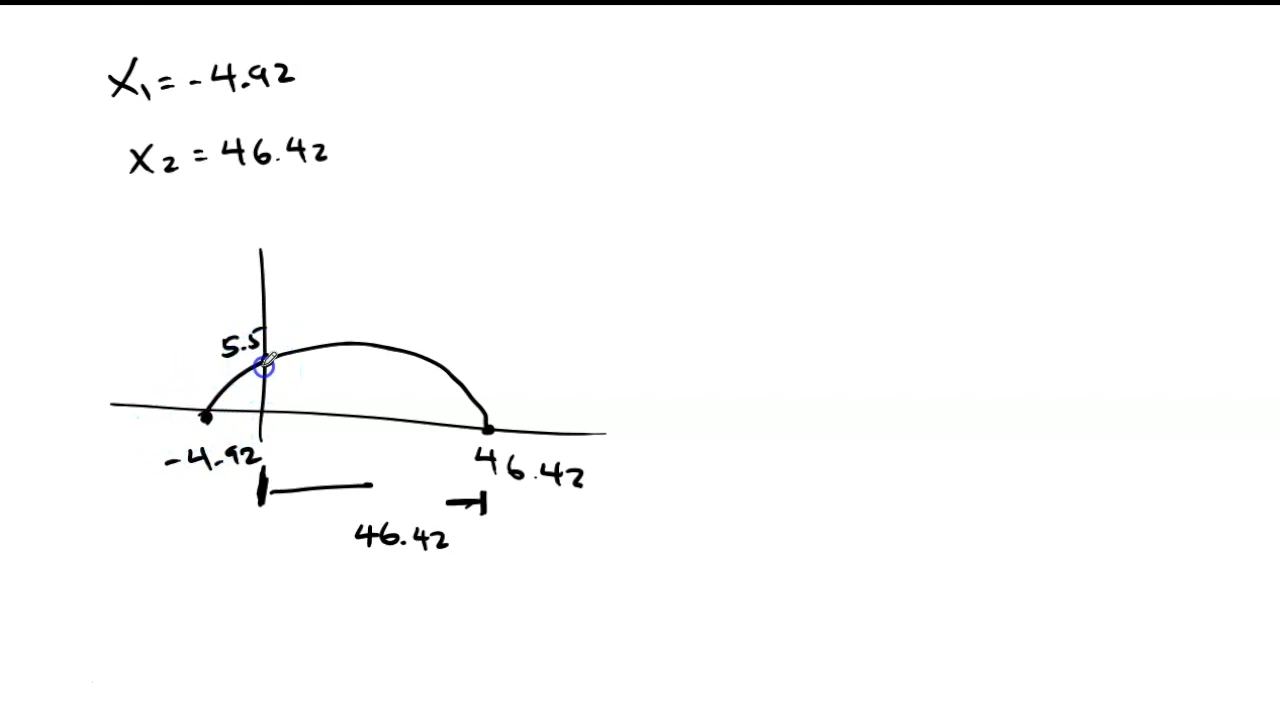 X₁ = -4.92
X₂ = 46.42
5.5
-4.92
46.42
46.42